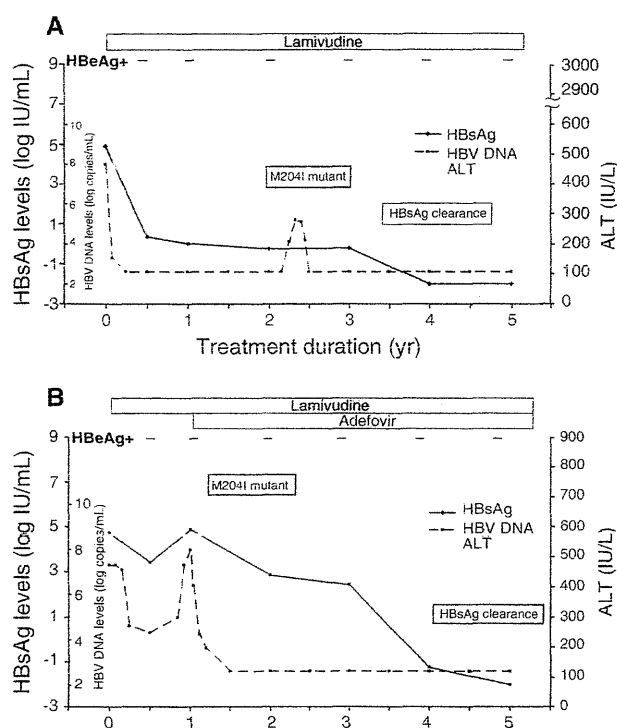 A
Lamivudine
HBeAg+ – – – – – –
HBsAg levels (log IU/mL)
9
7
5
3
1
-1
-3
HBV DNA levels (log copies/mL)
10
8
6
4
2
3000
2900
600
500
400
300
200
100
0
ALT (IU/L)
HBsAg
HBV DNA
ALT
M204I mutant
HBsAg clearance
0 1 2 3 4 5
Treatment duration (yr)
B
Lamivudine
Adefovir
HBeAg+ – – – – – –
HBsAg levels (log IU/mL)
9
7
5
3
1
-1
-3
HBV DNA levels (log copies/mL)
10
8
6
4
2
900
800
700
600
500
400
300
200
100
0
ALT (IU/L)
M204I mutant
HBsAg
HBV DNA
ALT
HBsAg clearance
0 1 2 3 4 5